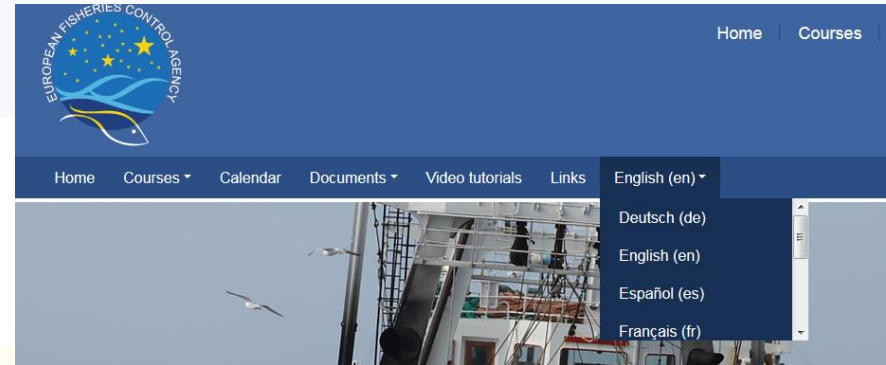 EUROPEAN FISHERIES CONTROL AGENCY
Home Courses
Home Courses Calendar Documents Video tutorials Links English (en)
Deutsch (de)
English (en)
Español (es)
Français (fr)